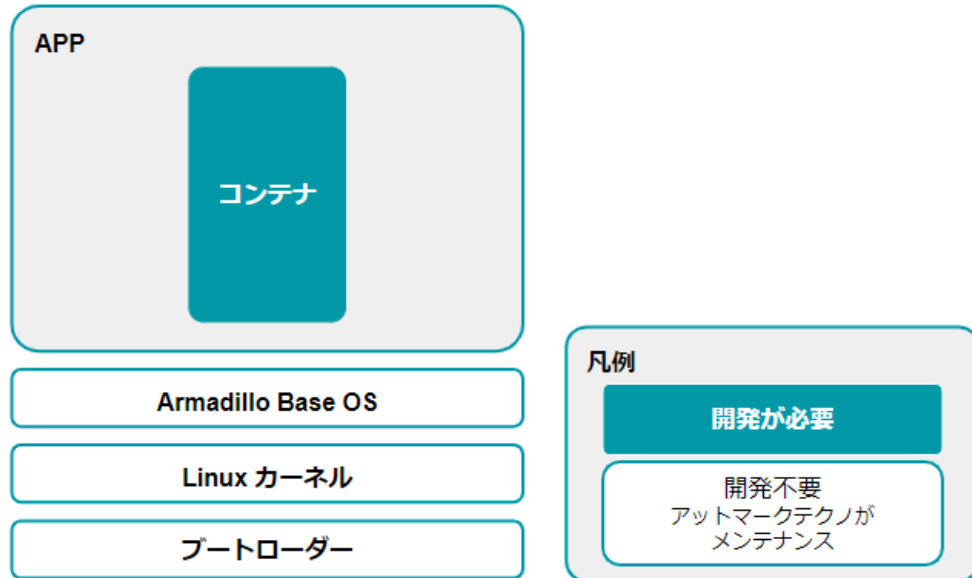 APP
コンテナ
Armadillo Base OS
Linux カーネル
ブートローダー
凡例
開発が必要
開発不要
アットマークテクノが
メンテナンス